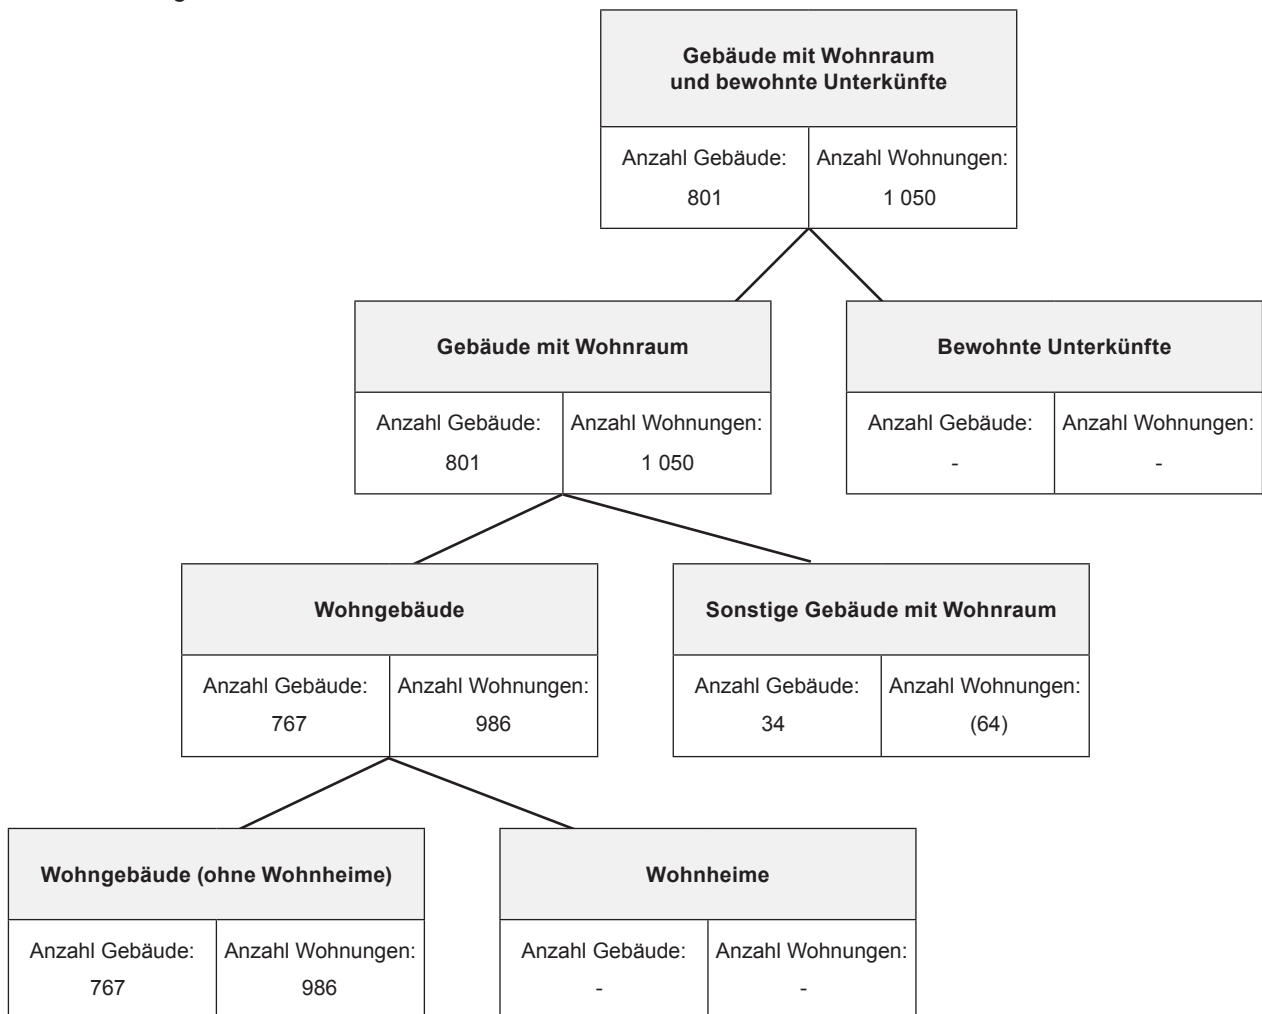 Gebäude mit Wohnraum
und bewohnte Unterkünfte
Anzahl Gebäude: Anzahl Wohnungen:
801 1 050
Gebäude mit Wohnraum Bewohnte Unterkünfte
Anzahl Gebäude: Anzahl Wohnungen: Anzahl Gebäude: Anzahl Wohnungen:
801 1 050 - -
Wohngebäude Sonstige Gebäude mit Wohnraum
Anzahl Gebäude: Anzahl Wohnungen: Anzahl Gebäude: Anzahl Wohnungen:
767 986 34 (64)
Wohngebäude (ohne Wohnheime) Wohnheime
Anzahl Gebäude: Anzahl Wohnungen: Anzahl Gebäude: Anzahl Wohnungen:
767 986 - -